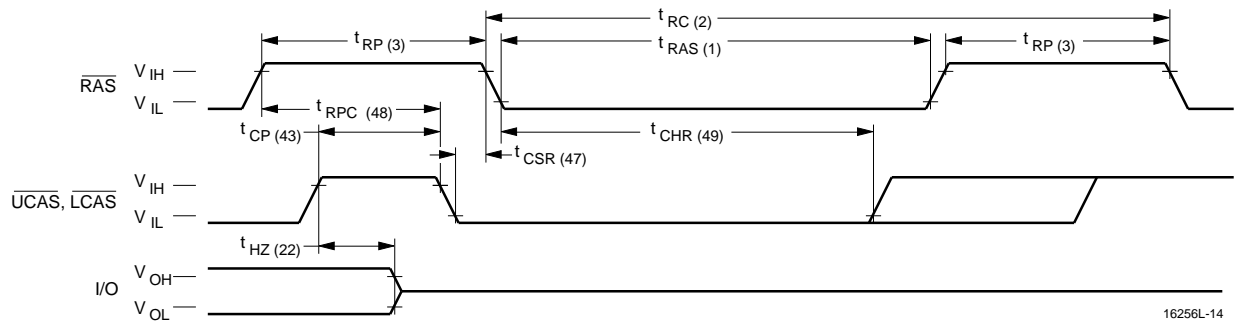 t RC (2)
t RP (3)
t RAS (1)
t RP (3)
RAS
V IH
V IL
t RPC (48)
t CP (43)
t CHR (49)
t CSR (47)
UCAS, LCAS
V IH
V IL
t HZ (22)
I/O
V OH
V OL
16256L-14